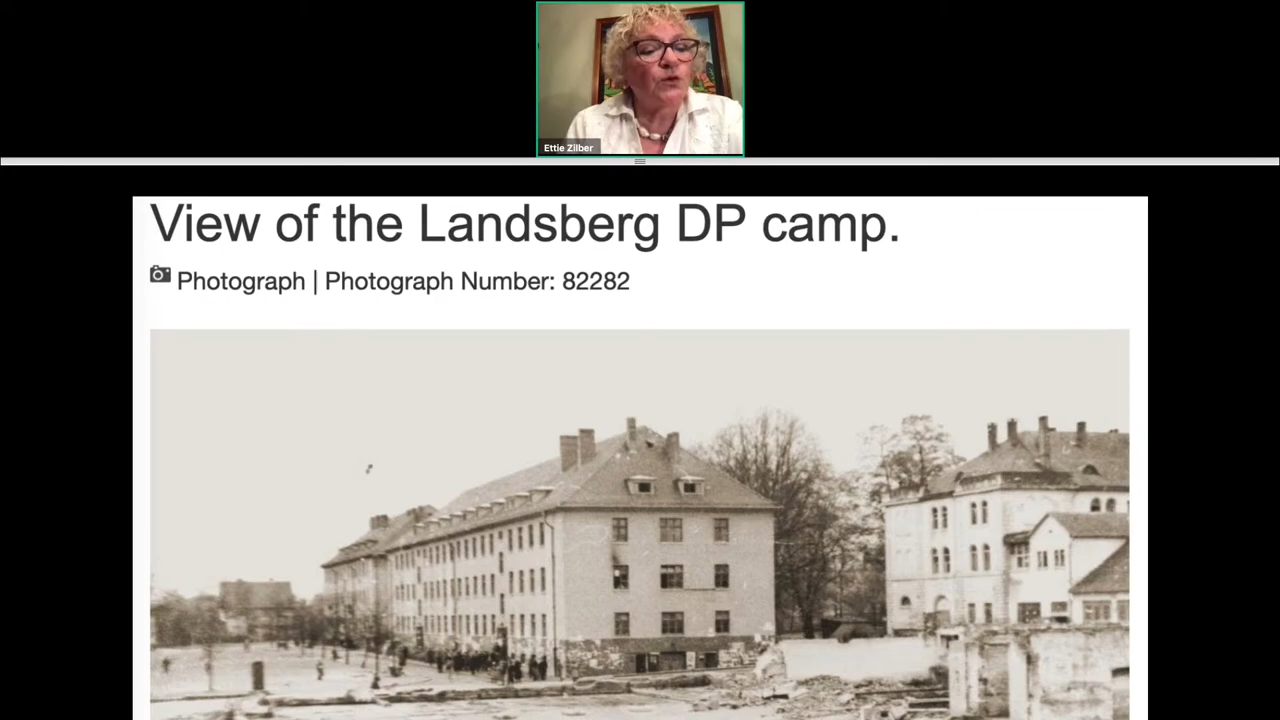 Ettie Zilber
View of the Landsberg DP camp.
Photograph | Photograph Number: 82282